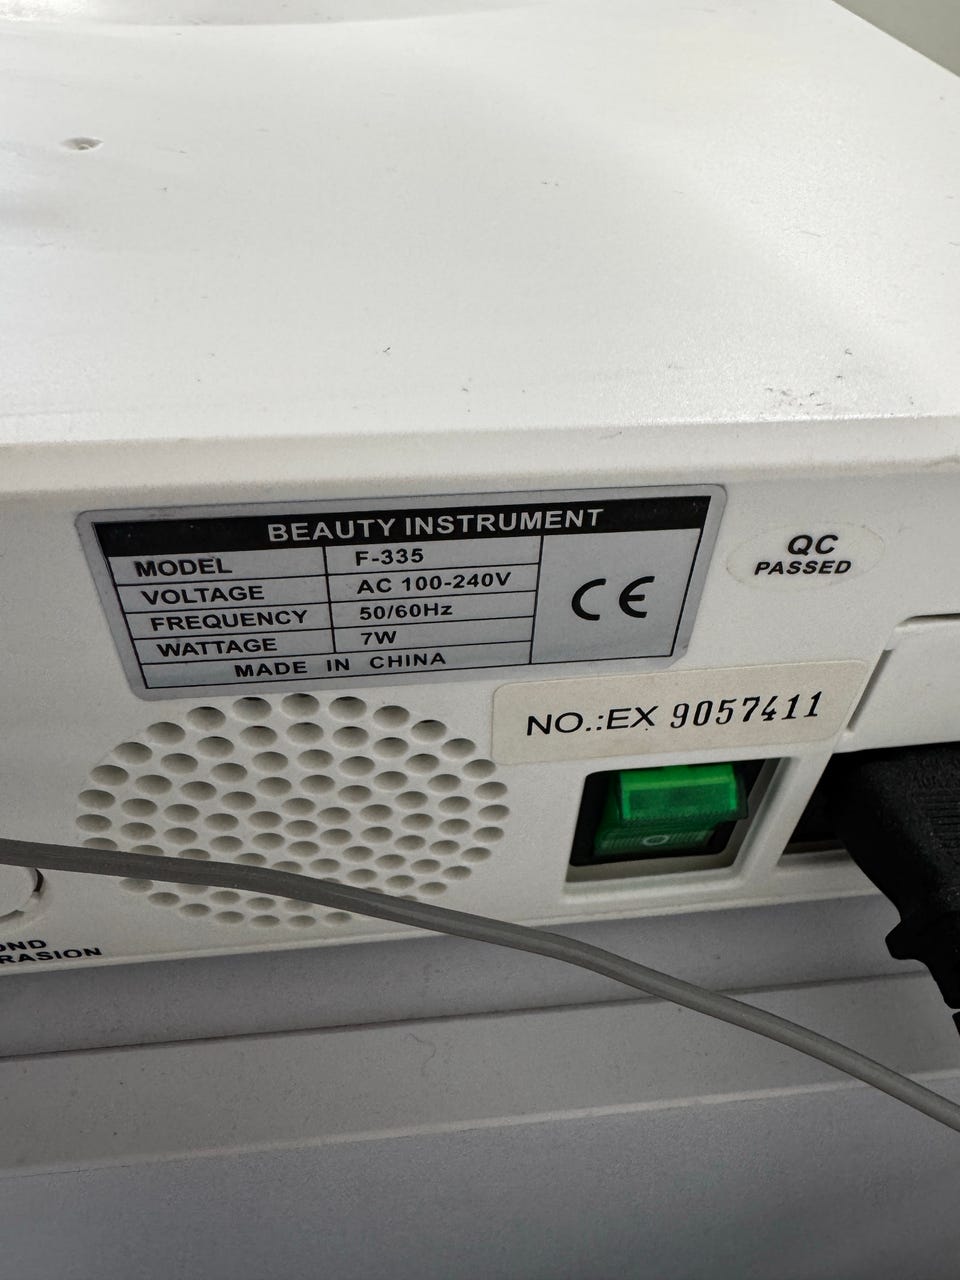 BEAUTY INSTRUMENT
MODEL F-335
VOLTAGE AC 100-240V
FREQUENCY 50/60Hz
WATTAGE 7W
MADE IN CHINA
CE
QC
PASSED
NO.:EX 9057411